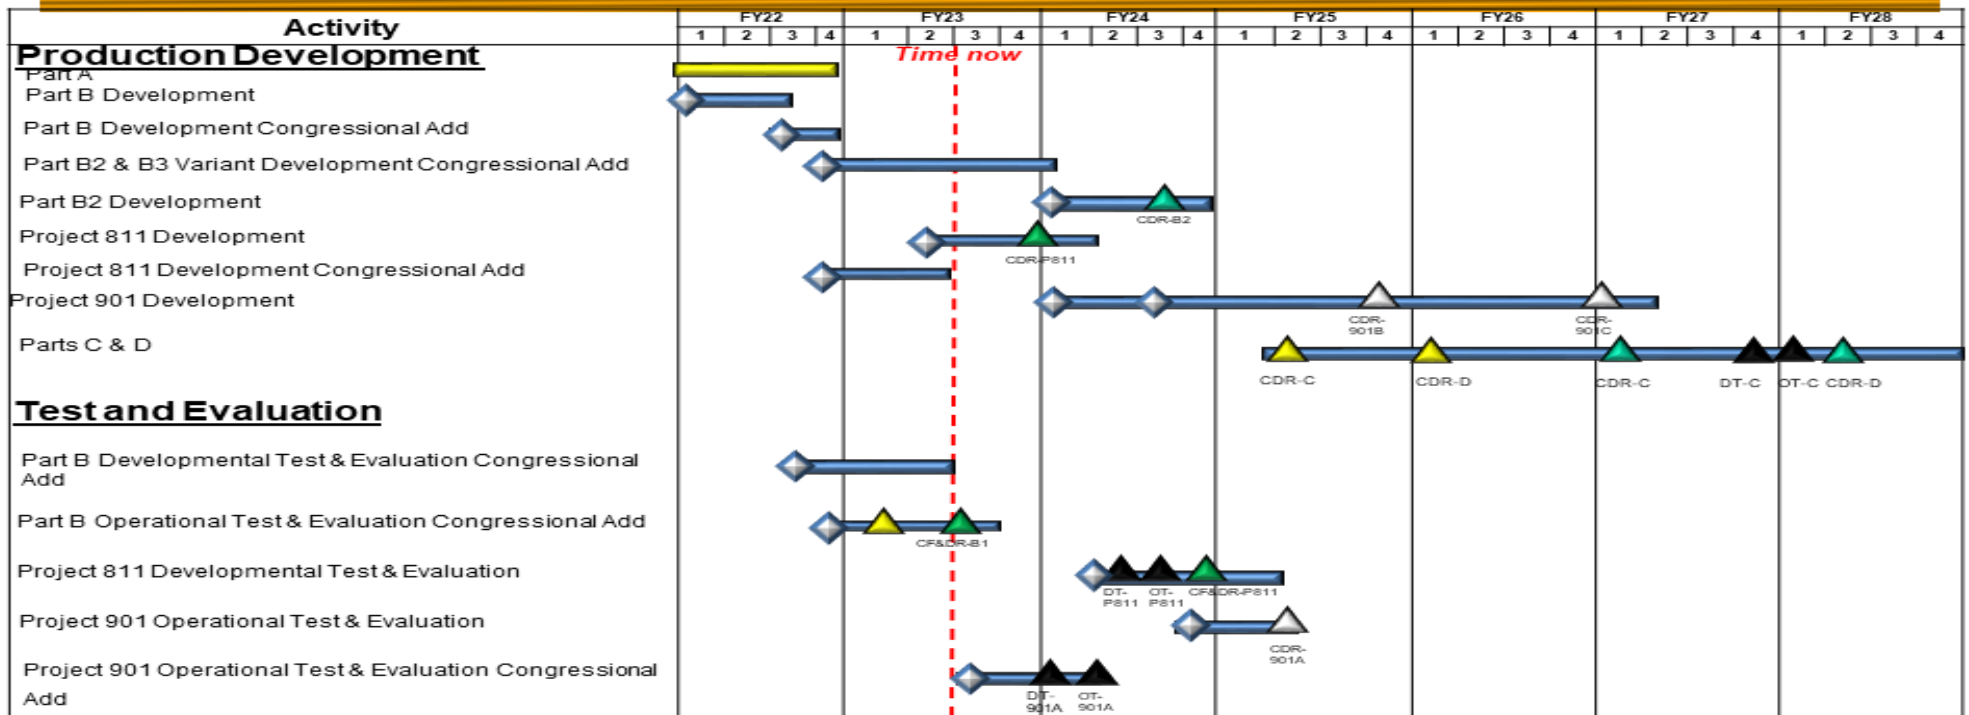 FY22 FY23 FY24 FY25 FY26 FY27 FY28
Activity
1 2 3 4 1 2 3 4 1 2 3 4 1 2 3 4 1 2 3 4 1 2 3 4 1 2 3 4
Production Development
Time now
Part A
Part B Development
Part B Development Congressional Add
Part B2 & B3 Variant Development Congressional Add
Part B2 Development
CDR-B2
Project 811 Development
CDR-P811
Project 811 Development Congressional Add
Project 901 Development
CDR- CDR-
901B 901C
Parts C & D
CDR-C CDR-D CDR-C DT-C OT-C CDR-D
Test and Evaluation
Part B Developmental Test & Evaluation Congressional
Add
Part B Operational Test & Evaluation Congressional Add
CF&DR-B1
Project 811 Developmental Test & Evaluation
DT- OT- CF&DR-P811
P811 P811
Project 901 Operational Test & Evaluation
CDR-
901A
Project 901 Operational Test & Evaluation Congressional
Add
DT- OT-
901A 901A